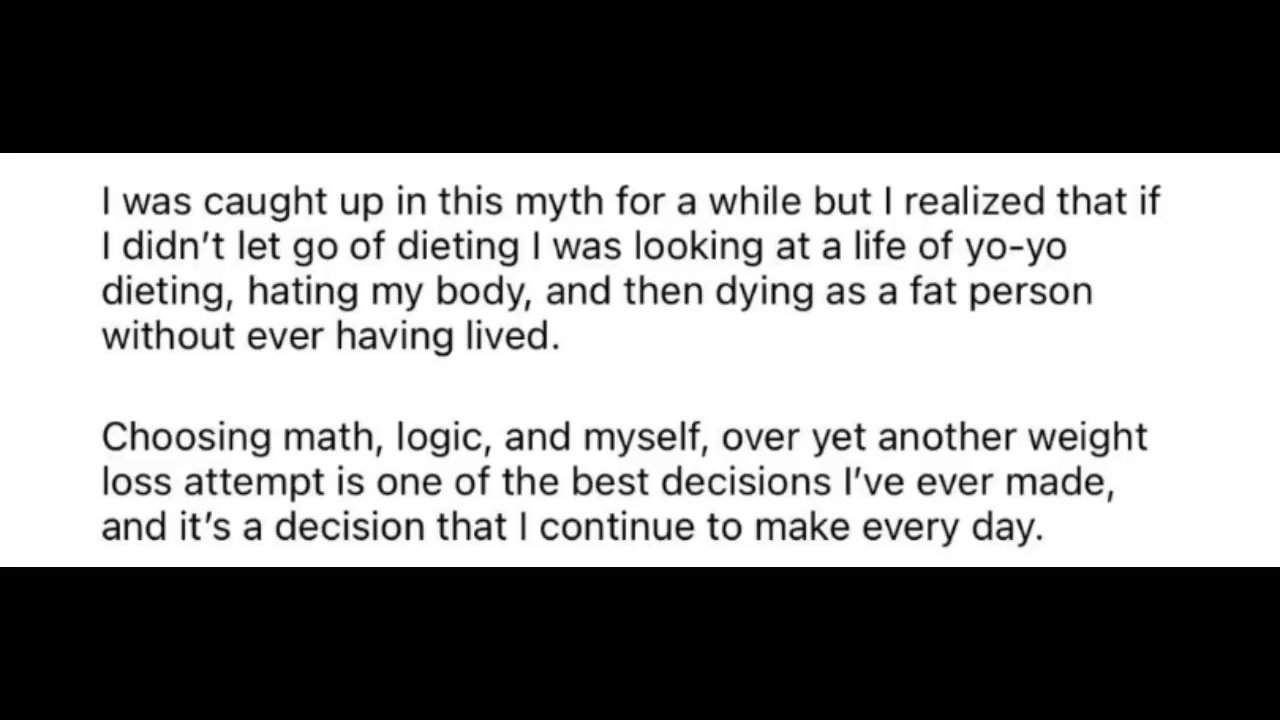 I was caught up in this myth for a while but I realized that if
I didn’t let go of dieting I was looking at a life of yo-yo
dieting, hating my body, and then dying as a fat person
without ever having lived.
Choosing math, logic, and myself, over yet another weight
loss attempt is one of the best decisions I’ve ever made,
and it’s a decision that I continue to make every day.